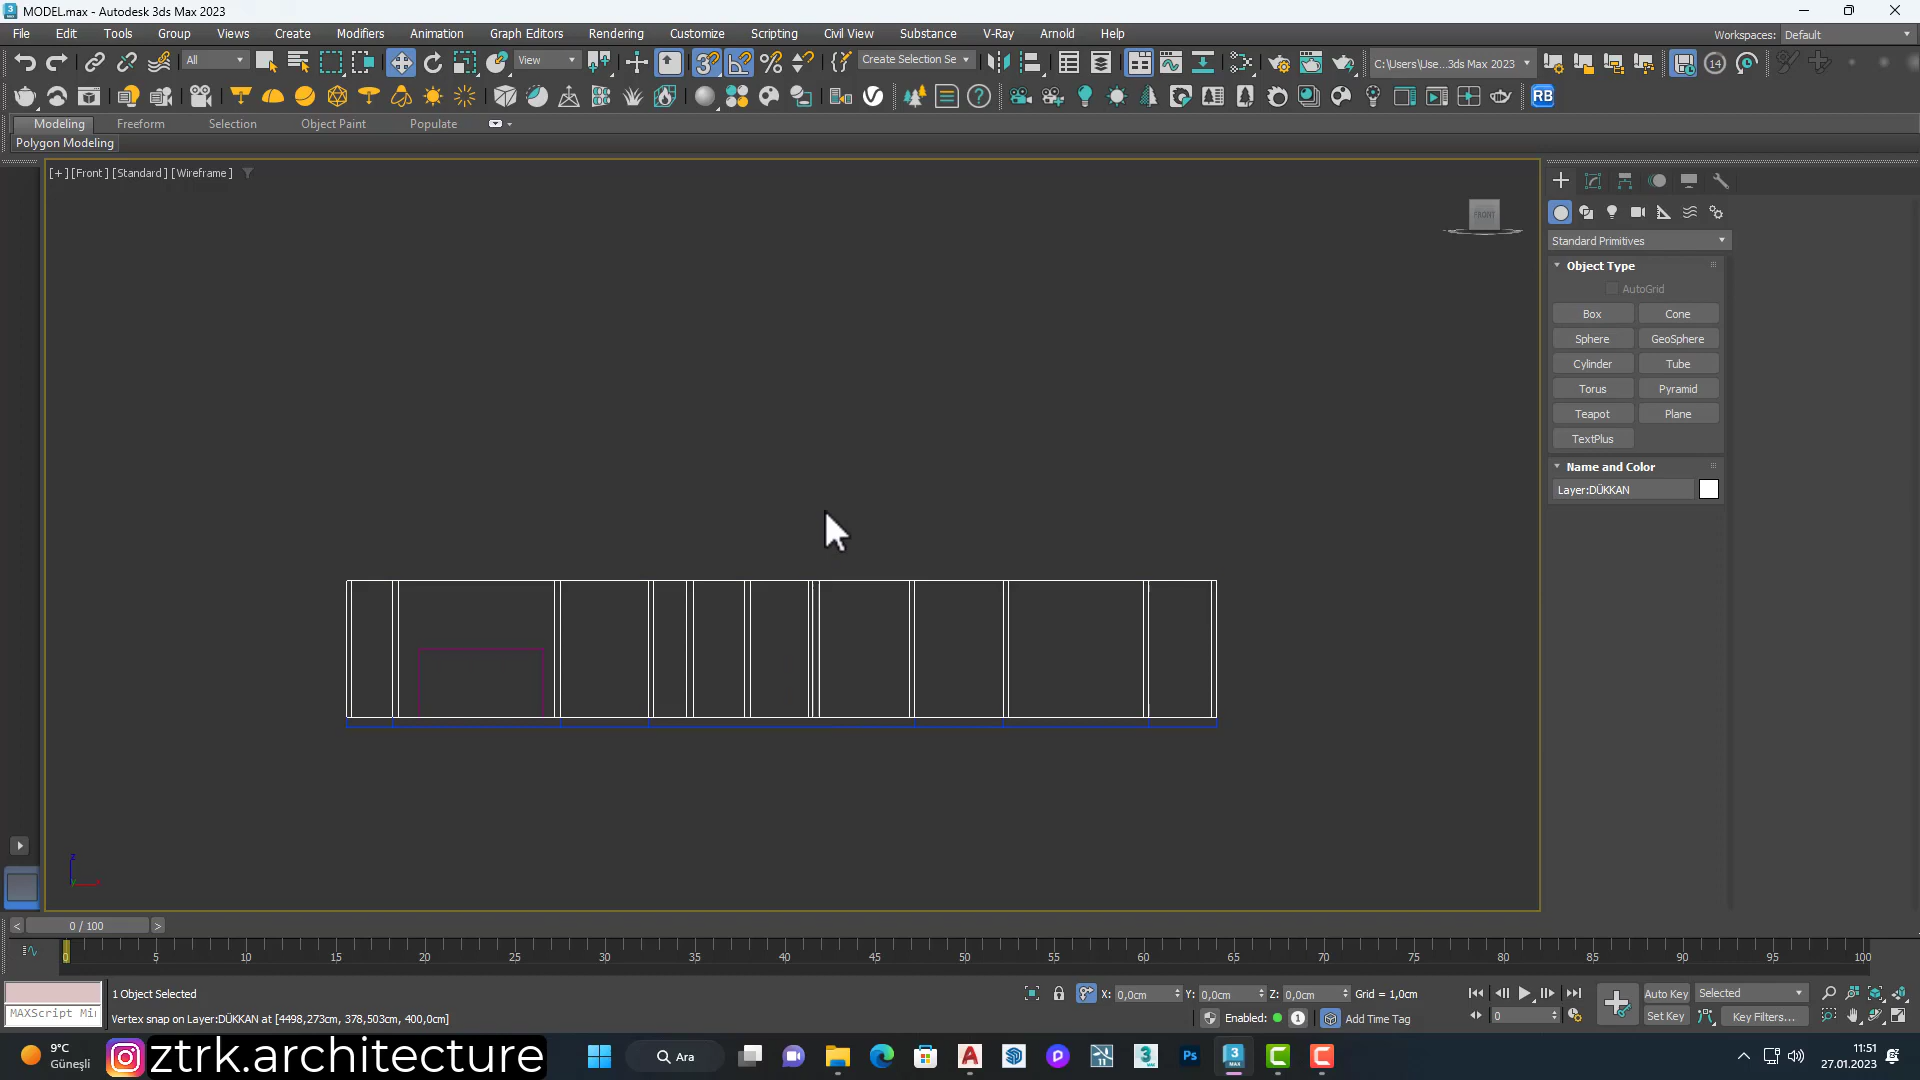 MODEL.max - Autodesk 3ds Max 2023
File Edit Tools Group Views Create Modifiers Animation Graph Editors Rendering Customize Scripting Civil View Substance V-Ray Arnold Help Workspaces: Default
All View Create Selection Se C:\Users\Use...3ds Max 2023 14
RB
Modeling Freeform Selection Object Paint Populate
Polygon Modeling
[+] [Front] [Standard] [Wireframe]
FRONT
Standard Primitives
Object Type
AutoGrid
Box Cone
Sphere GeoSphere
Cylinder Tube
Torus Pyramid
Teapot Plane
TextPlus
Name and Color
Layer:DÜKKAN
z
0 / 100
0 5 10 15 20 25 30 35 40 45 50 55 60 65 70 75 80 85 90 95 100
1 Object Selected X: 0,0cm Y: 0,0cm Z: 0,0cm Grid = 1,0cm Auto Key Selected
MAXScript Mi Vertex snap on Layer:DÜKKAN at [4498,273cm, 378,503cm, 400,0cm] Enabled: 1 Add Time Tag 0 Set Key Key Filters...
9°C
Güneşli
ztrk.architecture
Ara
11:51
27.01.2023